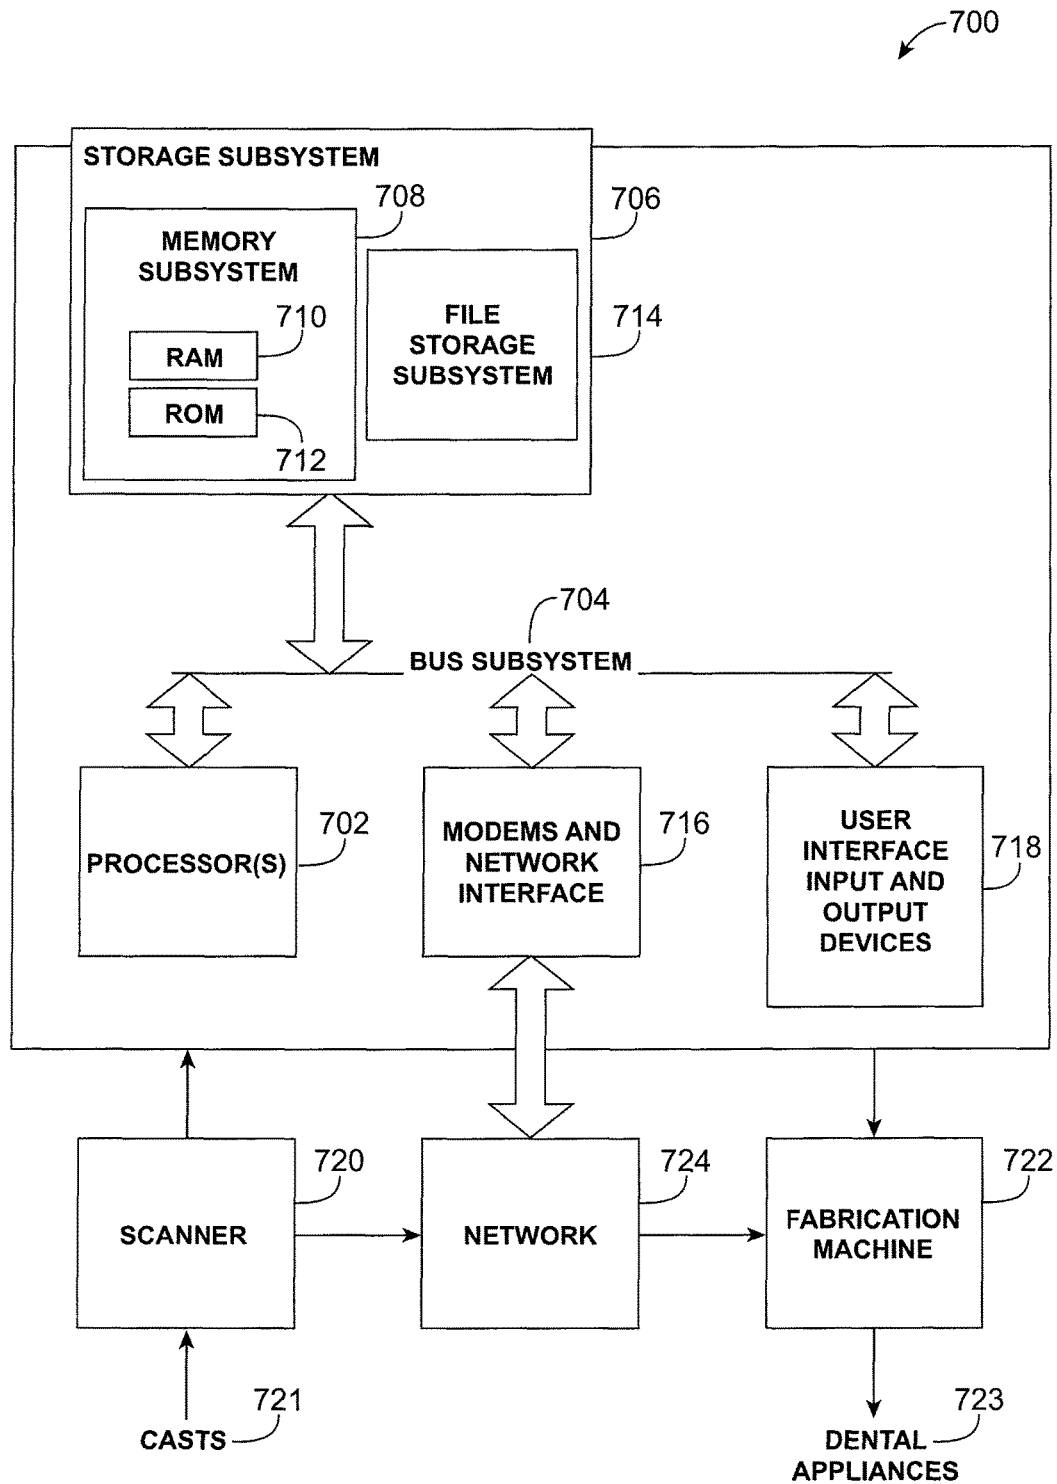 700
STORAGE SUBSYSTEM
708
706
MEMORY
SUBSYSTEM
710
RAM
ROM
712
FILE
STORAGE
SUBSYSTEM
714
704
BUS SUBSYSTEM
PROCESSOR(S)
702
MODEMS AND
NETWORK
INTERFACE
716
USER
INTERFACE
INPUT AND
OUTPUT
DEVICES
718
SCANNER
720
NETWORK
724
FABRICATION
MACHINE
722
CASTS
721
DENTAL
APPLIANCES
723